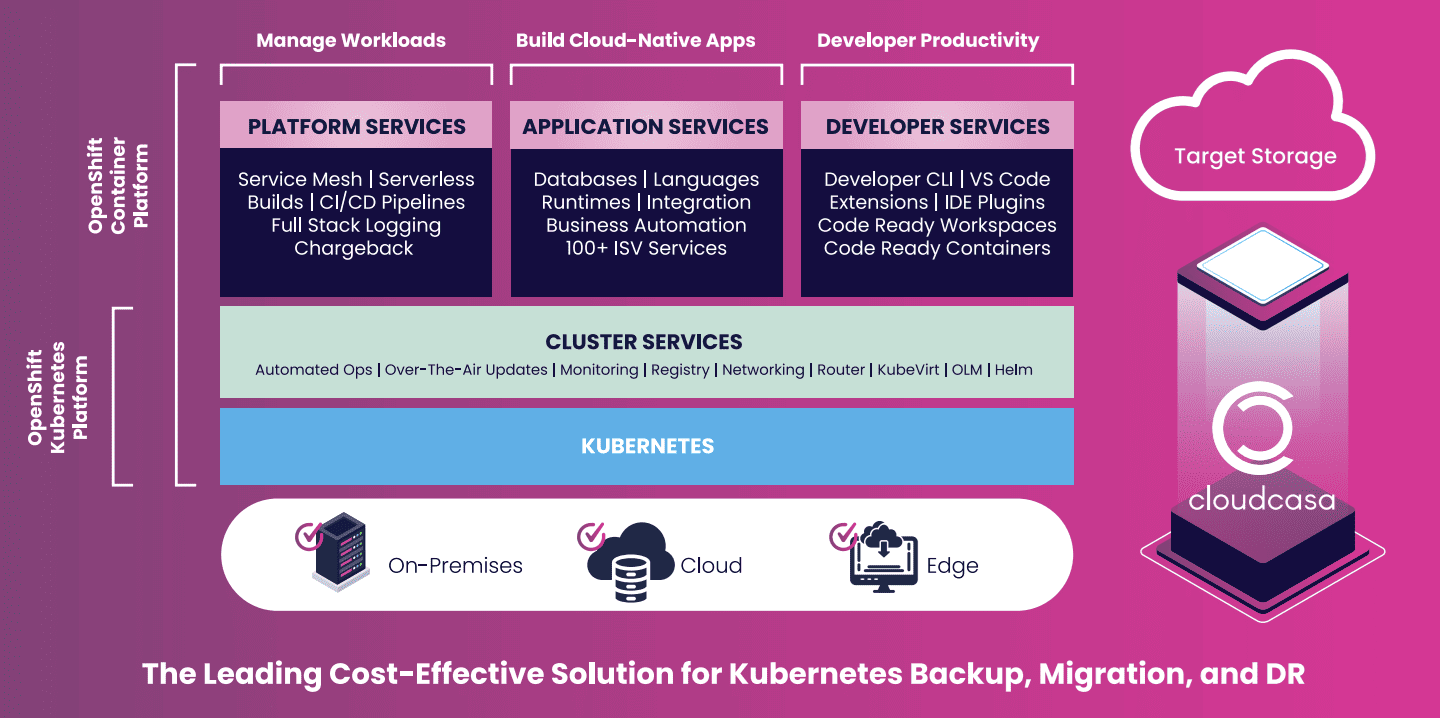 Manage Workloads
Build Cloud-Native Apps
Developer Productivity
OpenShift
Container
Platform
PLATFORM SERVICES
Service Mesh | Serverless
Builds | CI/CD Pipelines
Full Stack Logging
Chargeback
APPLICATION SERVICES
Databases | Languages
Runtimes | Integration
Business Automation
100+ ISV Services
DEVELOPER SERVICES
Developer CLI | VS Code
Extensions | IDE Plugins
Code Ready Workspaces
Code Ready Containers
Target Storage
OpenShift
Kubernetes
Platform
CLUSTER SERVICES
Automated Ops | Over-The-Air Updates | Monitoring | Registry | Networking | Router | KubeVirt | OLM | Helm
KUBERNETES
cloudcasa
On-Premises
Cloud
Edge
The Leading Cost-Effective Solution for Kubernetes Backup, Migration, and DR